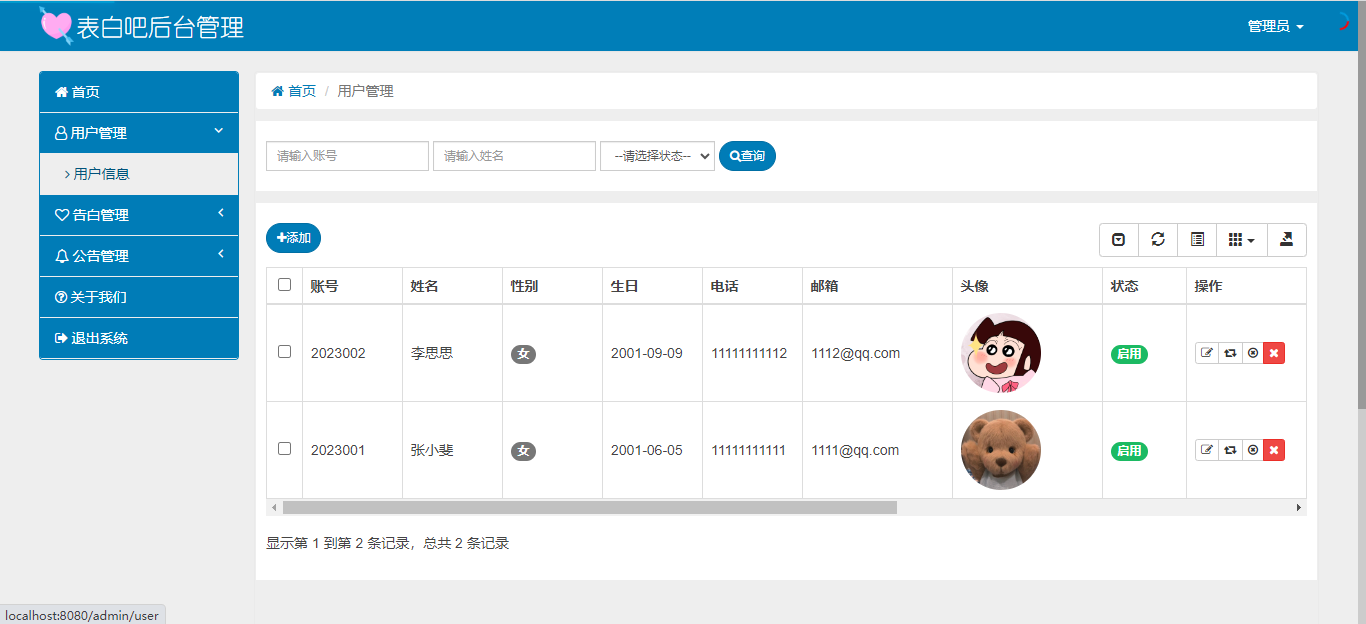 表白吧后台管理
管理员
首页
用户管理
用户信息
告白管理
公告管理
关于我们
退出系统
首页 / 用户管理
请输入账号 请输入姓名 --请选择状态-- 查询
添加
账号 姓名 性别 生日 电话 邮箱 头像 状态 操作
2023002 李思思 女 2001-09-09 11111111112 1112@qq.com 启用
2023001 张小斐 女 2001-06-05 11111111111 1111@qq.com 启用
显示第 1 到第 2 条记录，总共 2 条记录
localhost:8080/admin/user